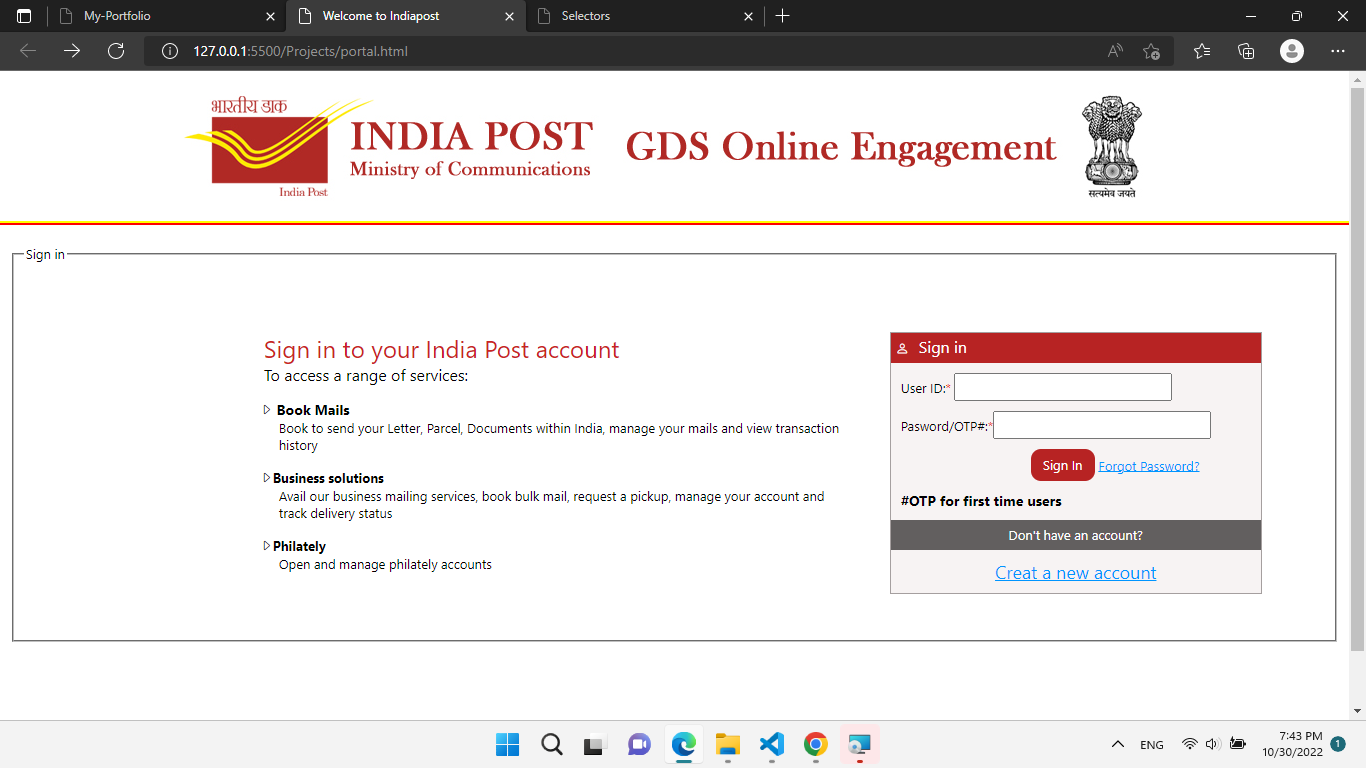 My-Portfolio
Welcome to Indiapost
Selectors
127.0.0.1:5500/Projects/portal.html
भारतीय डाक
India Post
INDIA POST
Ministry of Communications
GDS Online Engagement
सत्यमेव जयते
Sign in
Sign in to your India Post account
To access a range of services:
Book Mails
Book to send your Letter, Parcel, Documents within India, manage your mails and view transaction
history
Business solutions
Avail our business mailing services, book bulk mail, request a pickup, manage your account and
track delivery status
Philately
Open and manage philately accounts
Sign in
User ID:*
Pasword/OTP#:*
Sign In Forgot Password?
#OTP for first time users
Don't have an account?
Creat a new account
ENG
7:43 PM
10/30/2022
1